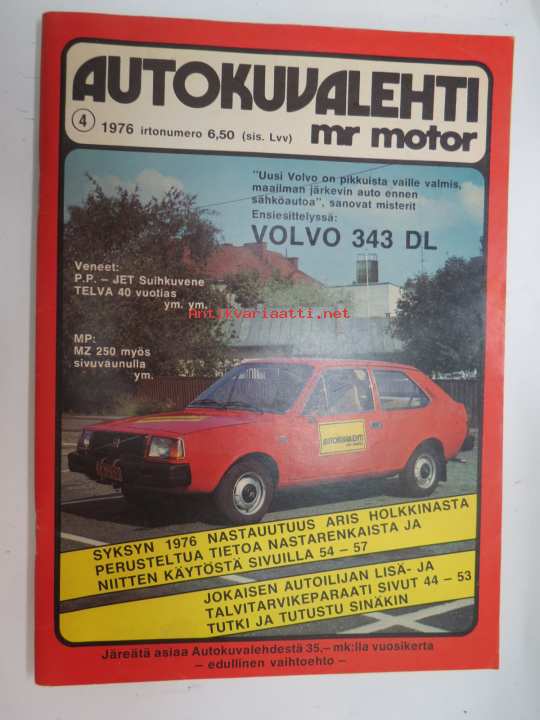 AUTOKUVALEHTI
mr motor
4 1976 irtonumero 6,50 (sis. Lvv)
"Uusi Volvo on pikkuista vaille valmis,
maailman järkevin auto ennen
sähköautoa", sanovat misterit
Ensiesittelyssä:
VOLVO 343 DL
Veneet:
P.P. – JET Suihkuvene
TELVA 40 vuotias
ym. ym.
Antikvariaatti.net
MP:
MZ 250 myös
sivuvaunulla
ym.
AUTOKUVALEHTI
SYKSYN 1976 NASTAUUTUUS ARIS HOLKKINASTA
PERUSTELTUA TIETOA NASTARENKAISTA JA
NIITTEN KÄYTÖSTÄ SIVUILLA 54 – 57
JOKAISEN AUTOILIJAN LISÄ- JA
TALVITARVIKEPARAATI SIVUT 44 – 53
TUTKI JA TUTUSTU SINÄKIN
Järeätä asiaa Autokuvalehdestä 35,– mk:lla vuosikerta
– edullinen vaihtoehto –